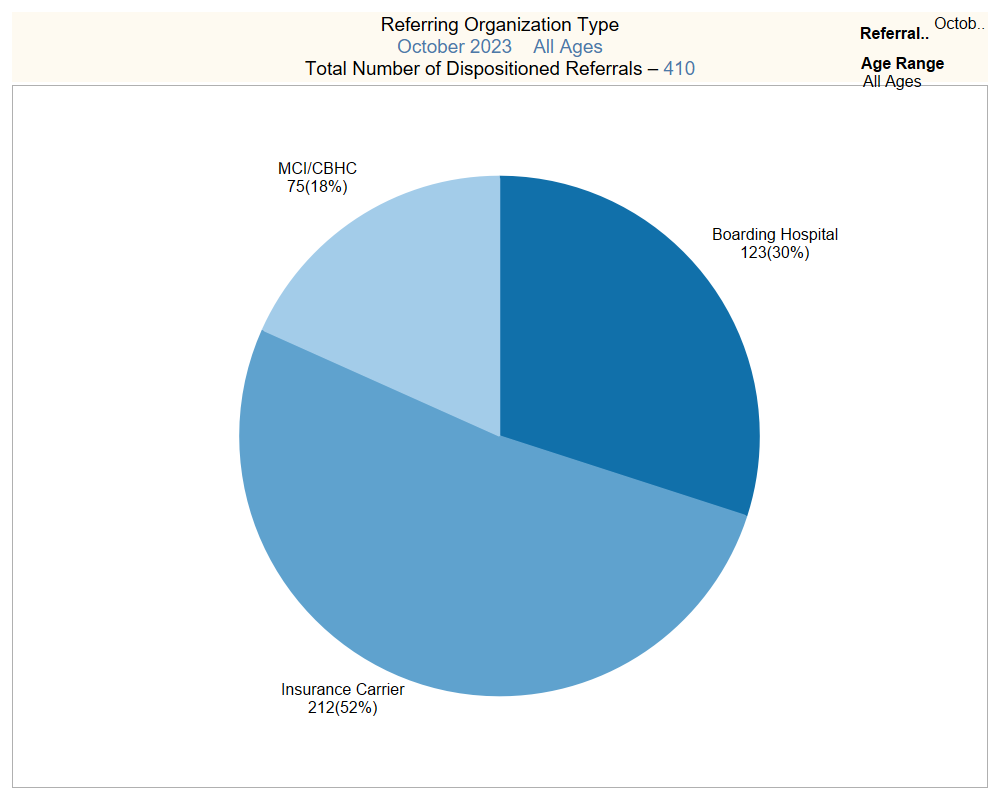 Referring Organization Type
October 2023 All Ages
Total Number of Dispositioned Referrals – 410
Referral.. Octob..
Age Range
All Ages
MCI/CBHC
75(18%)
Boarding Hospital
123(30%)
Insurance Carrier
212(52%)